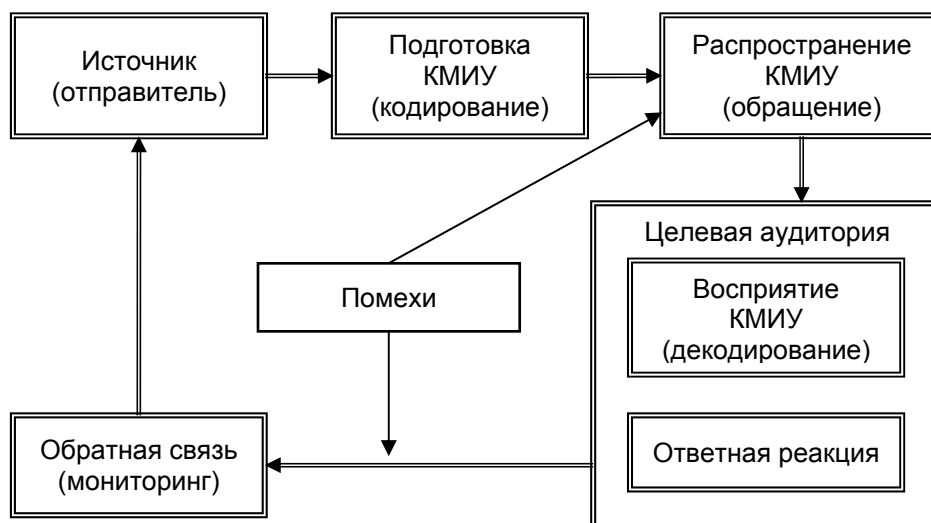 Источник
(отправитель)
Подготовка
КМИУ
(кодирование)
Распространение
КМИУ
(обращение)
Целевая аудитория
Восприятие
КМИУ
(декодирование)
Ответная реакция
Помехи
Обратная связь
(мониторинг)